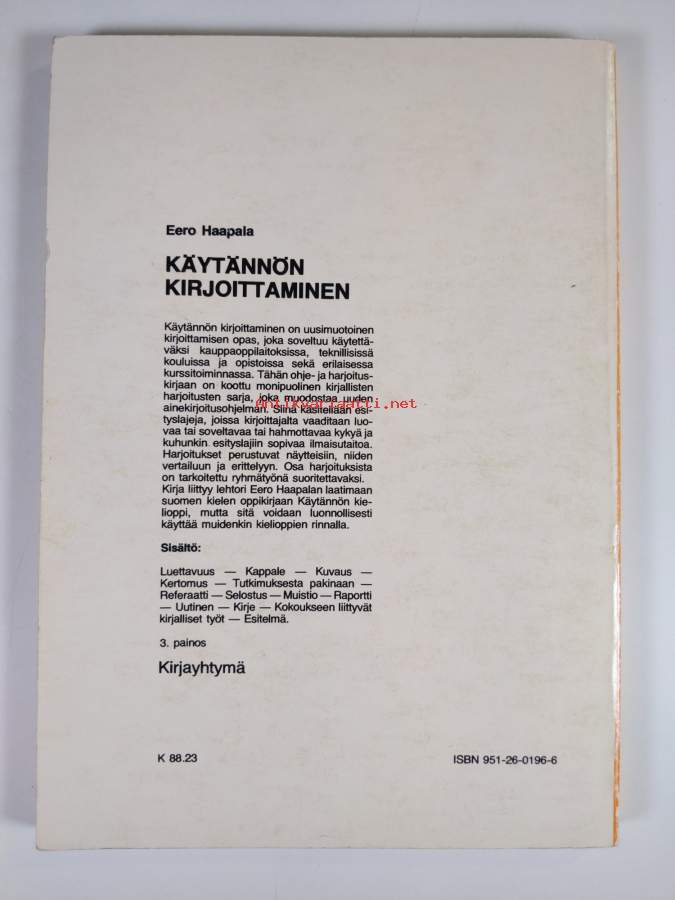 Eero Haapala
KÄYTÄNNÖN
KIRJOITTAMINEN
Käytännön kirjoittaminen on uusimuotoinen
kirjoittamisen opas, joka soveltuu käytettä-
väksi kauppaoppilaitoksissa, teknillisissä
kouluissa ja opistoissa sekä erilaisessa
kurssitoiminnassa. Tähän ohje- ja harjoitus-
kirjaan on koottu monipuolinen kirjallisten
harjoitusten sarja, joka muodostaa uuden
antikvariaatti.net
ainekirjoitusohjelman. Siinä käsitellään esi-
tyslajeja, joissa kirjoittajalta vaaditaan luo-
vaa tai soveltavaa tai hahmottavaa kykyä ja
kuhunkin esityslajiin sopivaa ilmaisutaitoa.
Harjoitukset perustuvat näytteisiin, niiden
vertailuun ja erittelyyn. Osa harjoituksista
on tarkoitettu ryhmätyönä suoritettavaksi.
Kirja liittyy lehtori Eero Haapalan laatimaan
suomen kielen oppikirjaan Käytännön kie-
lioppi, mutta sitä voidaan luonnollisesti
käyttää muidenkin kielioppien rinnalla.
Sisältö:
Luettavuus — Kappale — Kuvaus —
Kertomus — Tutkimuksesta pakinaan —
Referaatti — Selostus — Muistio — Raportti
— Uutinen — Kirje — Kokoukseen liittyvät
kirjalliset työt — Esitelmä.
3. painos
Kirjayhtymä
K 88.23
ISBN 951-26-0196-6